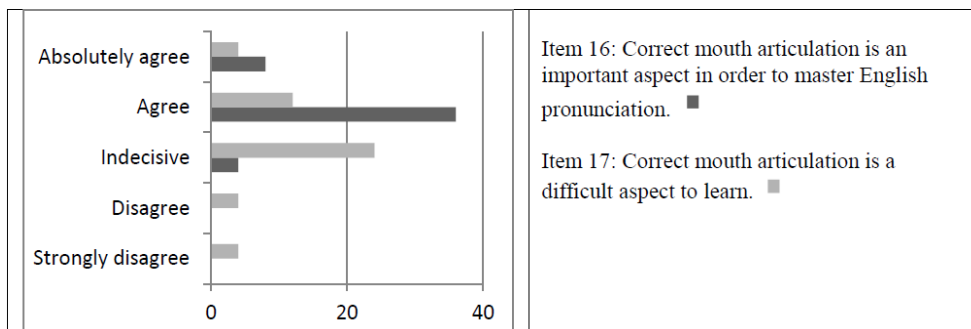 Absolutely agree
Agree
Indecisive
Disagree
Strongly disagree
0 20 40
Item 16: Correct mouth articulation is an
important aspect in order to master English
pronunciation.
Item 17: Correct mouth articulation is a
difficult aspect to learn.